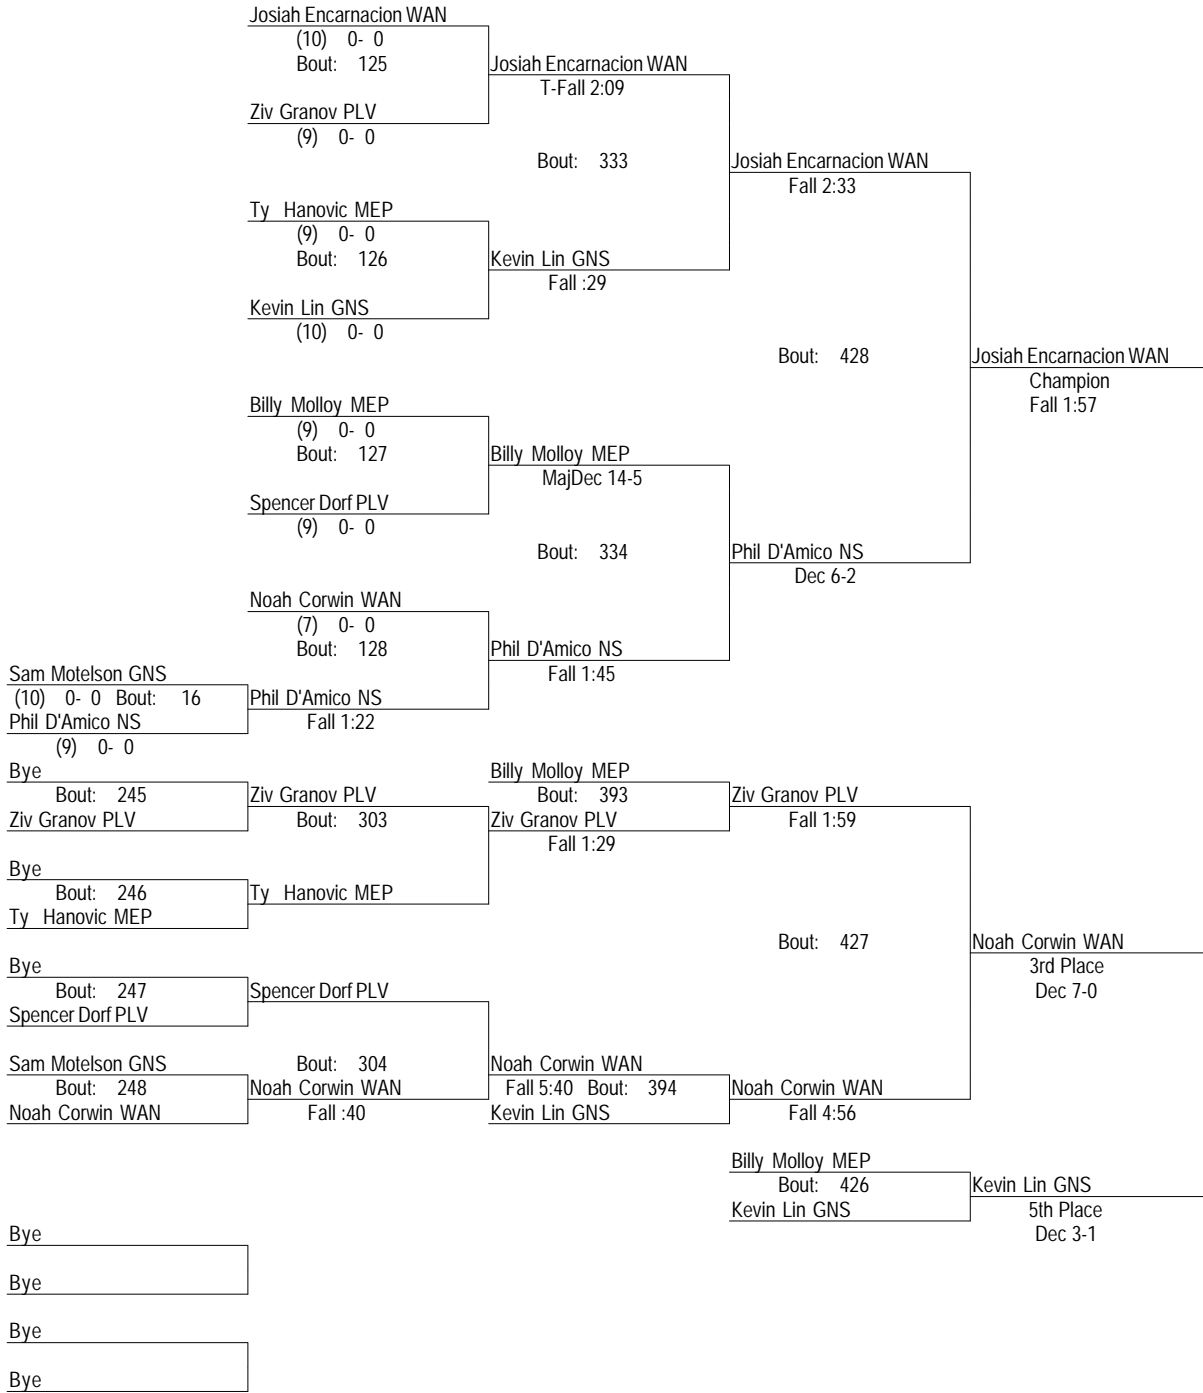 Josiah Encarnacion WAN
(10) 0- 0
Bout: 125
Josiah Encarnacion WAN
T-Fall 2:09
Ziv Granov PLV
(9) 0- 0
Bout: 333
Josiah Encarnacion WAN
Fall 2:33
Ty Hanovic MEP
(9) 0- 0
Bout: 126
Kevin Lin GNS
Fall :29
Kevin Lin GNS
(10) 0- 0
Bout: 428
Josiah Encarnacion WAN
Champion
Fall 1:57
Billy Molloy MEP
(9) 0- 0
Bout: 127
Billy Molloy MEP
MajDec 14-5
Spencer Dorf PLV
(9) 0- 0
Bout: 334
Phil D'Amico NS
Dec 6-2
Noah Corwin WAN
(7) 0- 0
Bout: 128
Phil D'Amico NS
Fall 1:45
Sam Motelson GNS
(10) 0- 0 Bout: 16
Phil D'Amico NS
Fall 1:22
Phil D'Amico NS
(9) 0- 0
Bye
Bout: 245
Ziv Granov PLV
Ziv Granov PLV
Bout: 303
Billy Molloy MEP
Bout: 393
Ziv Granov PLV
Fall 1:29
Ziv Granov PLV
Fall 1:59
Bye
Bout: 246
Ty Hanovic MEP
Ty Hanovic MEP
Bout: 427
Noah Corwin WAN
3rd Place
Dec 7-0
Bye
Bout: 247
Spencer Dorf PLV
Spencer Dorf PLV
Sam Motelson GNS
Bout: 248
Noah Corwin WAN
Bout: 304
Noah Corwin WAN
Fall :40
Noah Corwin WAN
Fall 5:40 Bout: 394
Kevin Lin GNS
Noah Corwin WAN
Fall 4:56
Billy Molloy MEP
Bout: 426
Kevin Lin GNS
Kevin Lin GNS
5th Place
Dec 3-1
Bye
Bye
Bye
Bye